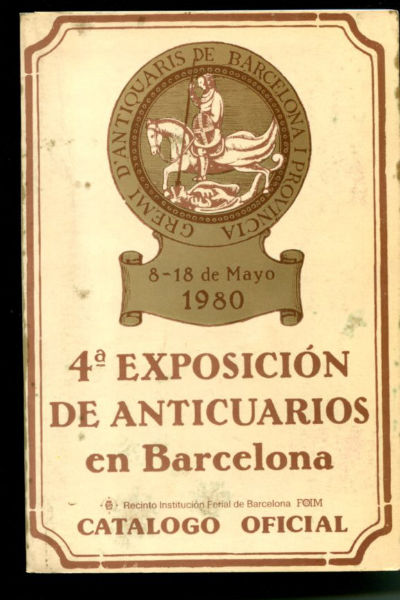 GREMI D'ANTIQUARIS DE BARCELONA I PROVINCIA
8-18 de Mayo
1980
4ª EXPOSICIÓN
DE ANTICUARIOS
en Barcelona
Recinto Institución Ferial de Barcelona FOIM
CATALOGO OFICIAL